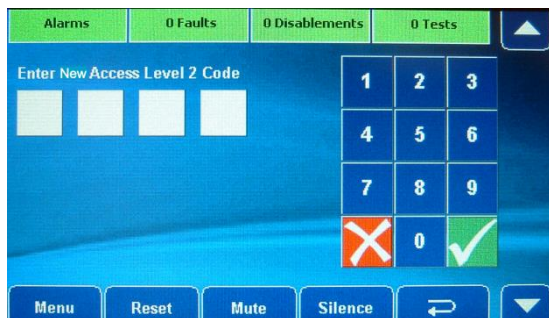 Alarms 0 Faults 0 Disablements 0 Tests
Enter New Access Level 2 Code
1 2 3
4 5 6
7 8 9
0
Menu Reset Mute Silence